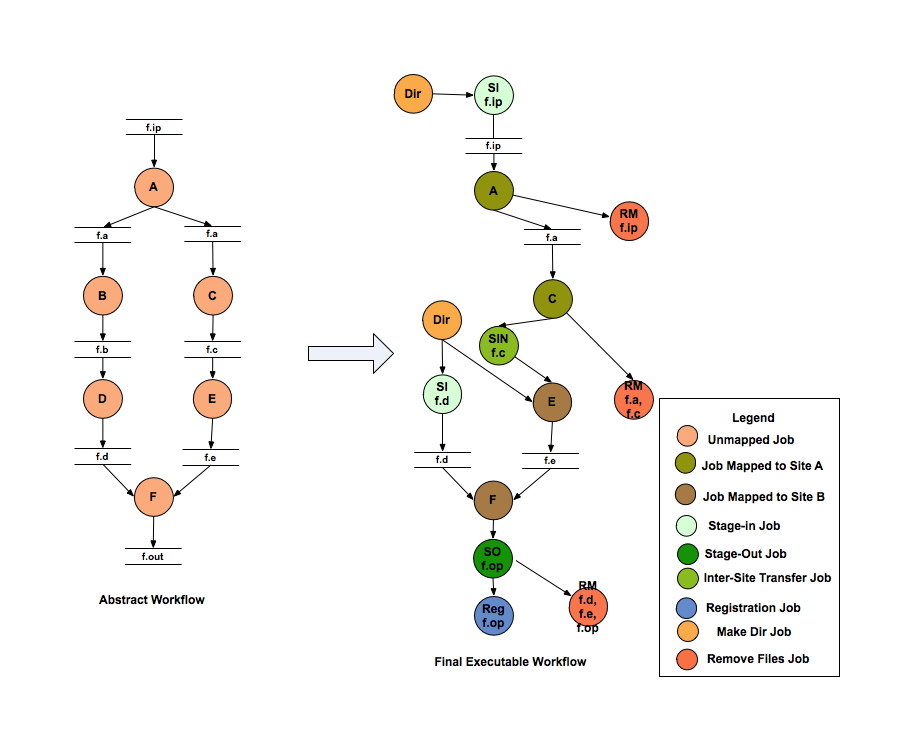 f.ip
A
f.a
f.a
B
C
f.b
f.c
D
E
f.d
f.e
F
f.out
Abstract Workflow
Dir
SI
f.ip
f.ip
A
RM
f.ip
f.a
C
Dir
SIN
f.c
SI
f.d
E
RM
f.a,
f.c
f.d
f.e
F
SO
f.op
Reg
f.op
RM
f.d,
f.e,
f.op
Final Executable Workflow
Legend
Unmapped Job
Job Mapped to Site A
Job Mapped to Site B
Stage-in Job
Stage-Out Job
Inter-Site Transfer Job
Registration Job
Make Dir Job
Remove Files Job